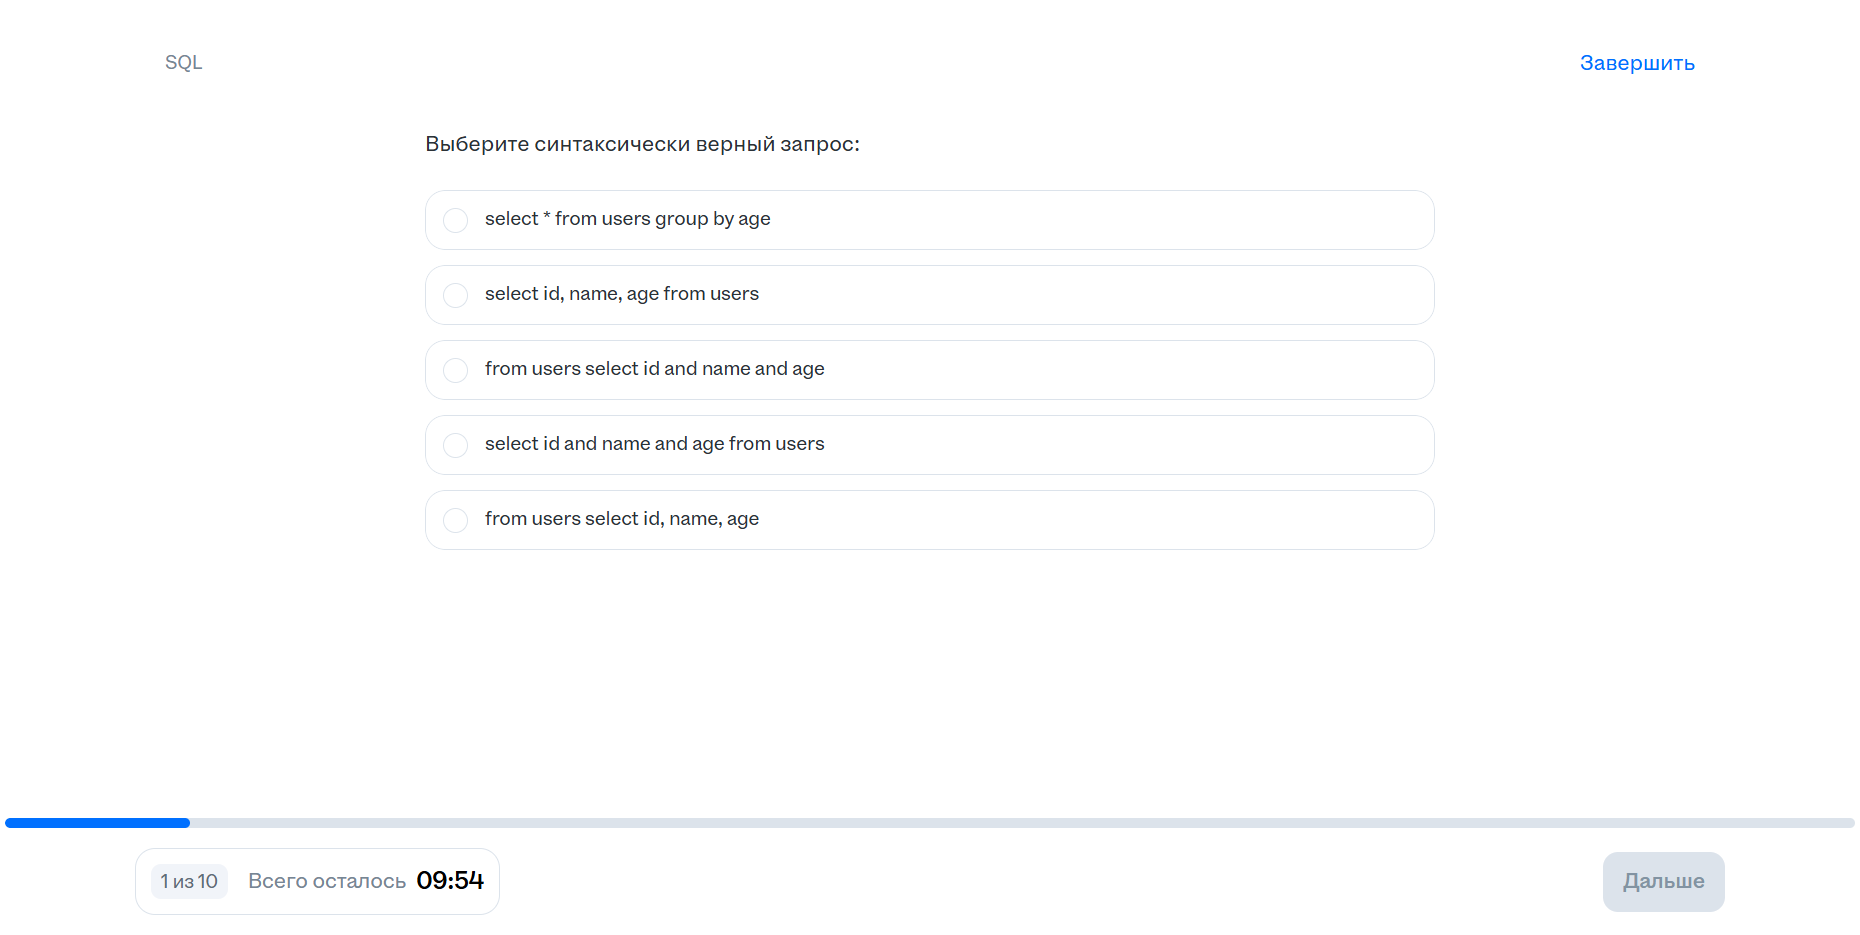 SQL
Завершить
Выберите синтаксически верный запрос:
select * from users group by age
select id, name, age from users
from users select id and name and age
select id and name and age from users
from users select id, name, age
1 из 10 Всего осталось 09:54
Дальше